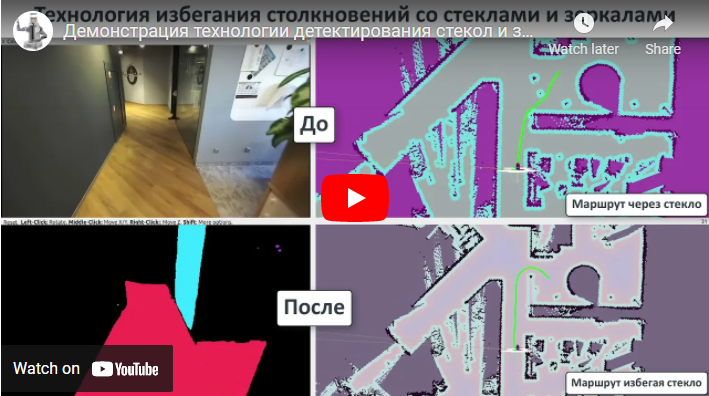 Технология избегания столкновений со стеклами и зеркалами
Демонстрация технологии детектирования стекол и з...
Watch later
Share
До
Маршрут через стекло
Reset. Left-Click: Rotate. Middle-Click: Move X/Y. Right-Click: Move Z. Shift: More options.
31
После
Watch on YouTube
Маршрут избегая стекло